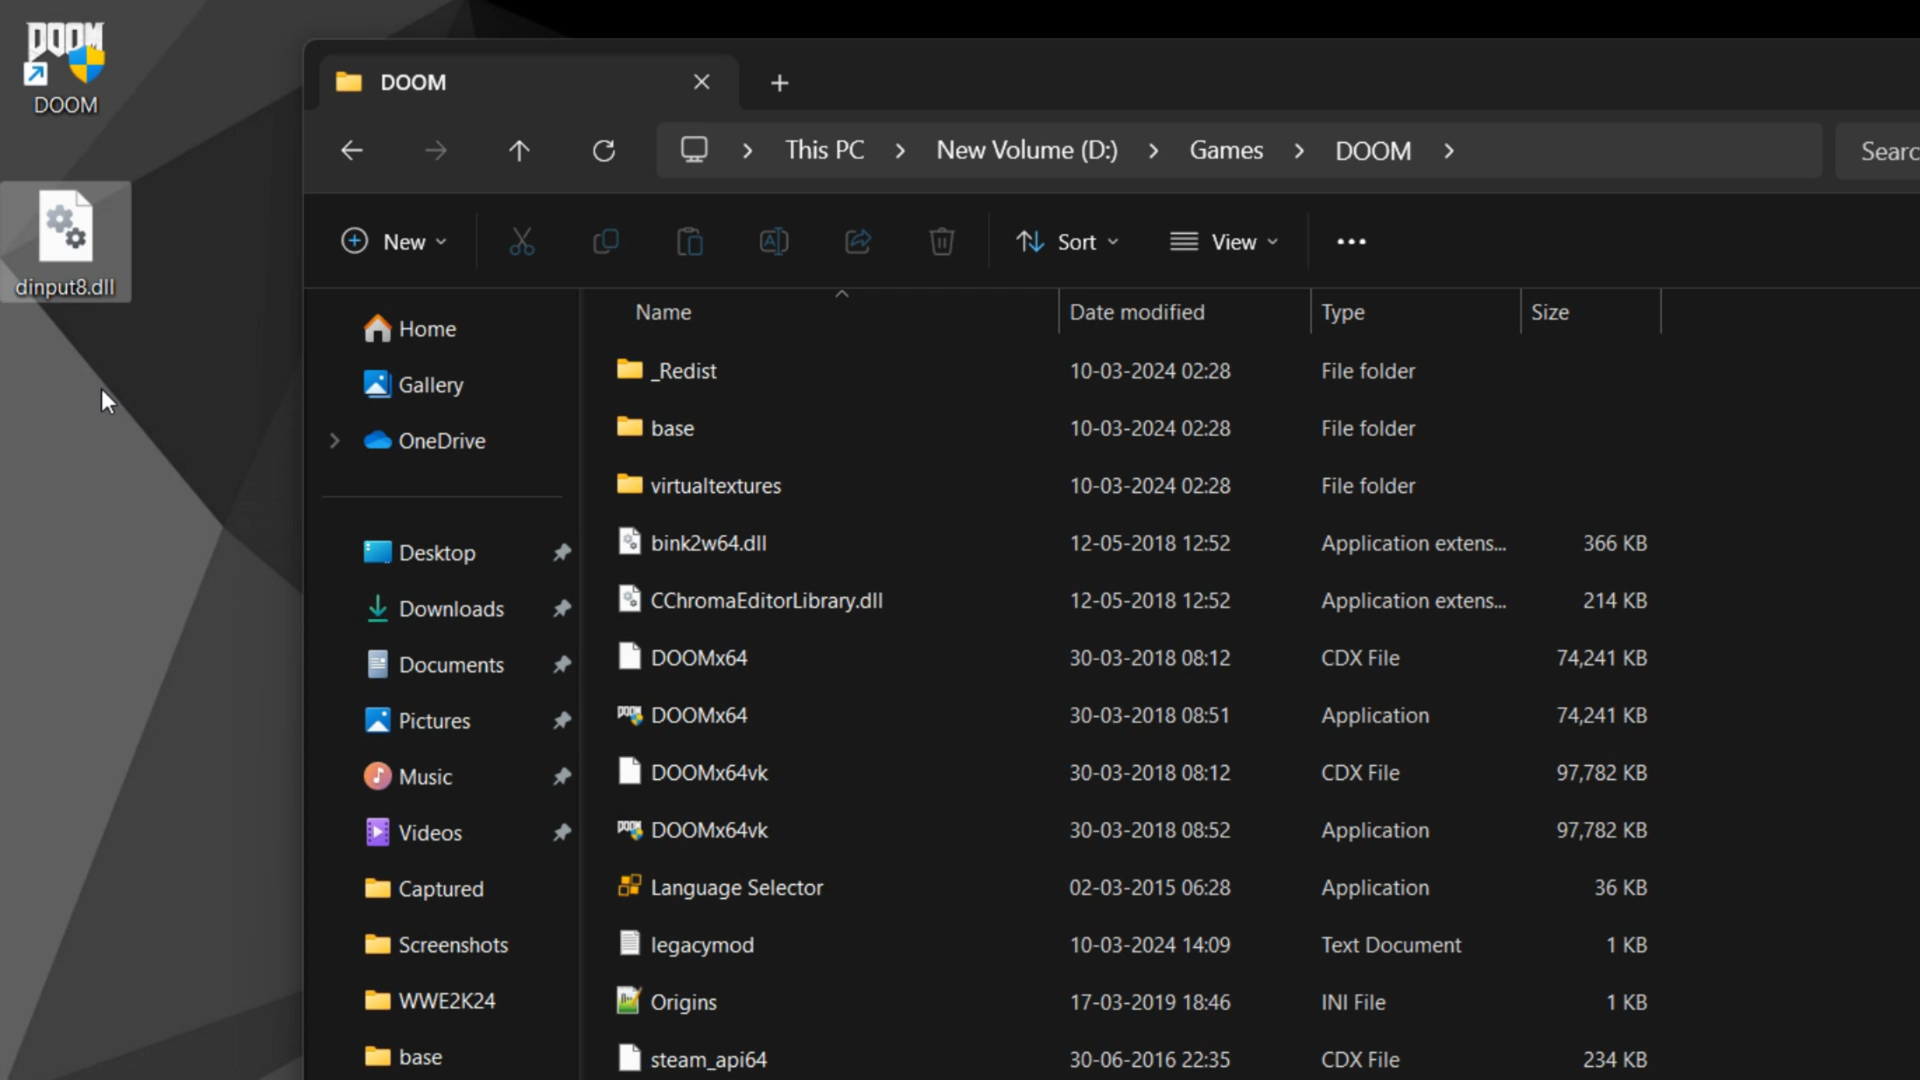 DOOM
DOOM
dinput8.dll
DOOM
This PC
New Volume (D:)
Games
DOOM
Searc
New
Sort
View
Home
Gallery
OneDrive
Desktop
Downloads
Documents
Pictures
Music
Videos
Captured
Screenshots
WWE2K24
base
Name Date modified Type Size
_Redist 10-03-2024 02:28 File folder
base 10-03-2024 02:28 File folder
virtualtextures 10-03-2024 02:28 File folder
bink2w64.dll 12-05-2018 12:52 Application extens... 366 KB
CChromaEditorLibrary.dll 12-05-2018 12:52 Application extens... 214 KB
DOOMx64 30-03-2018 08:12 CDX File 74,241 KB
DOOMx64 30-03-2018 08:51 Application 74,241 KB
DOOMx64vk 30-03-2018 08:12 CDX File 97,782 KB
DOOMx64vk 30-03-2018 08:52 Application 97,782 KB
Language Selector 02-03-2015 06:28 Application 36 KB
legacymod 10-03-2024 14:09 Text Document 1 KB
Origins 17-03-2019 18:46 INI File 1 KB
steam_api64 30-06-2016 22:35 CDX File 234 KB